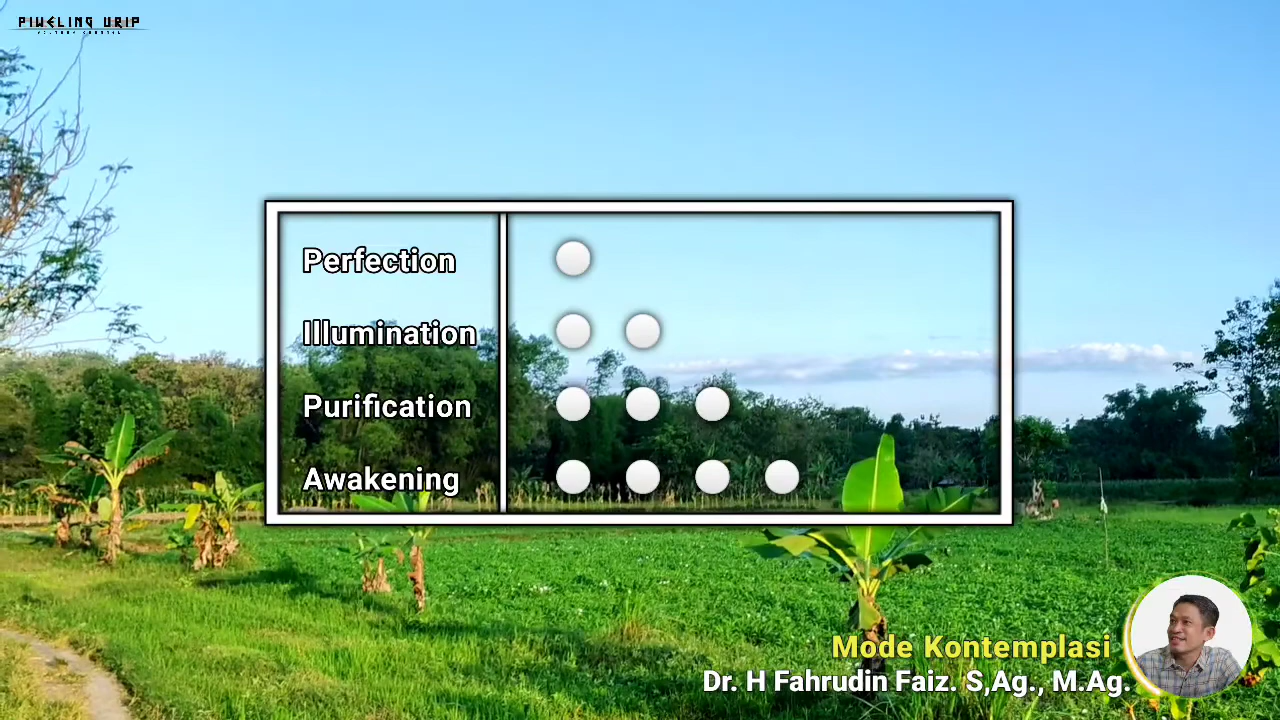 PIWELING URIP
Perfection
Illumination
Purification
Awakening
Mode Kontemplasi
Dr. H Fahrudin Faiz. S,Ag., M.Ag.